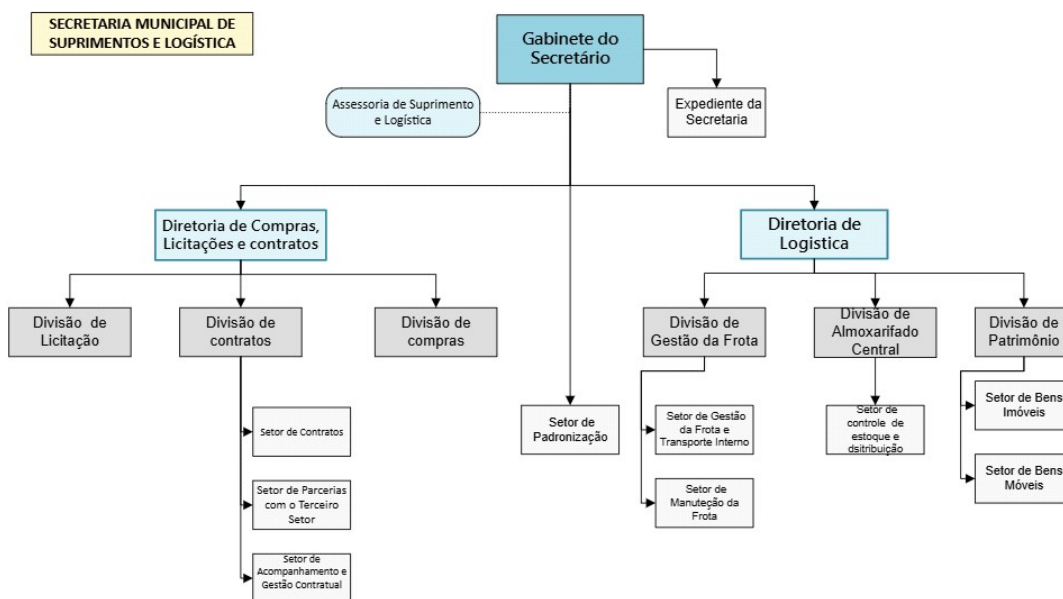 SECRETARIA MUNICIPAL DE
SUPRIMENTOS E LOGÍSTICA
Gabinete do
Secretário
Assessoria de Suprimento
e Logística
Expediente da
Secretaria
Diretoria de Compras,
Licitações e contratos
Diretoria de
Logistica
Divisão de
Licitação
Divisão de
contratos
Divisão de
compras
Divisão de
Gestão da Frota
Divisão de
Almoxarifado
Central
Divisão de
Patrimônio
Setor de Contratos
Setor de Parcerias
com o Terceiro
Setor
Setor de
Acompanhamento e
Gestão Contratual
Setor de
Padronização
Setor de Gestão
da Frota e
Transporte Interno
Setor de
Manuteção da
Frota
Setor de
controle de
estoque e
dsitribuição
Setor de Bens
Imóveis
Setor de Bens
Móveis